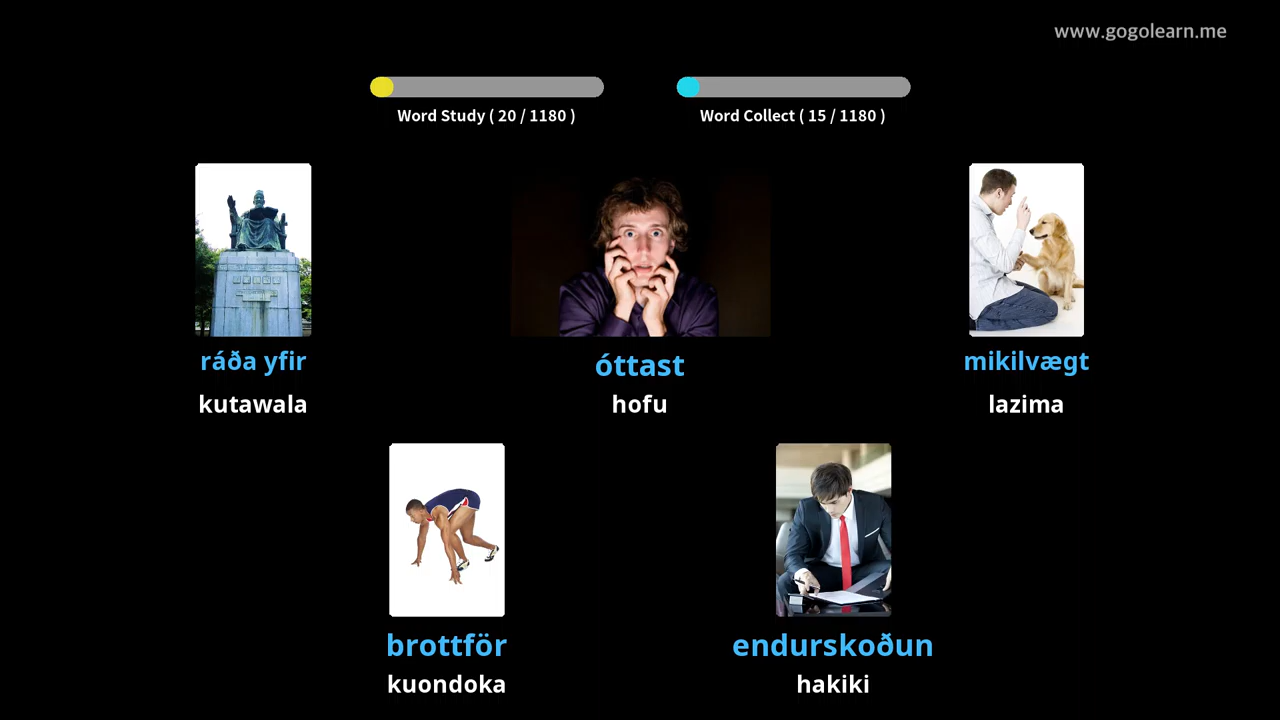 www.gogolearn.me
Word Study ( 20 / 1180 )
Word Collect ( 15 / 1180 )
ráða yfir
kutawala
óttast
hofu
mikilvægt
lazima
brottför
kuondoka
endurskoðun
hakiki